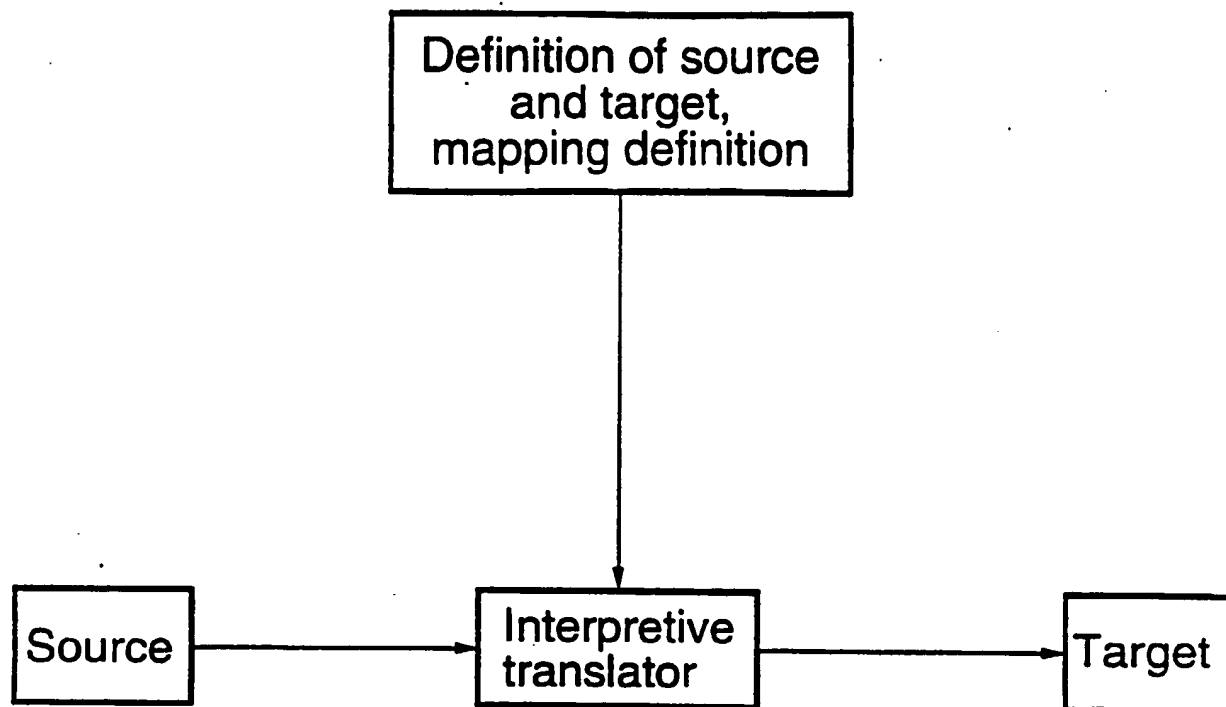 Definition of source
and target,
mapping definition
Source
Interpretive
translator
Target